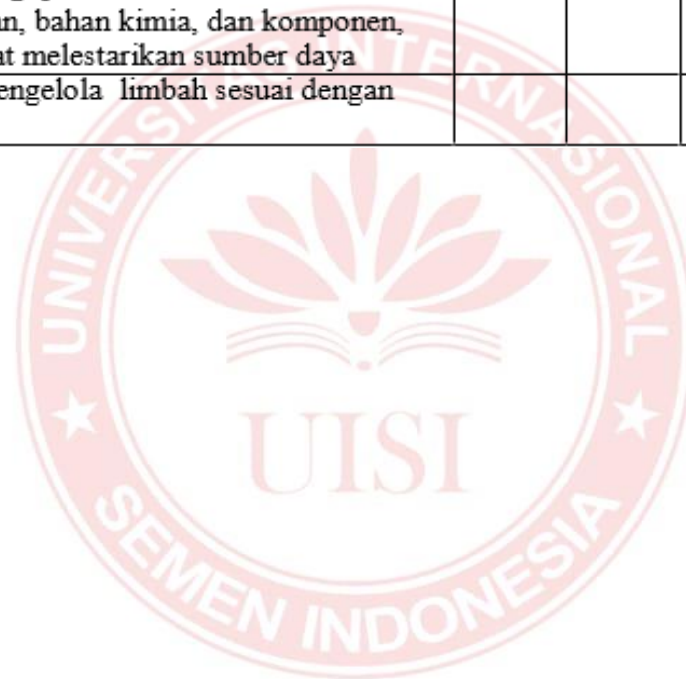 an, bahan kimia, dan komponen,
at melestarikan sumber daya
engelola limbah sesuai dengan
UNIVERSITAS INTERNASIONAL
UISI
SEMEN INDONESIA